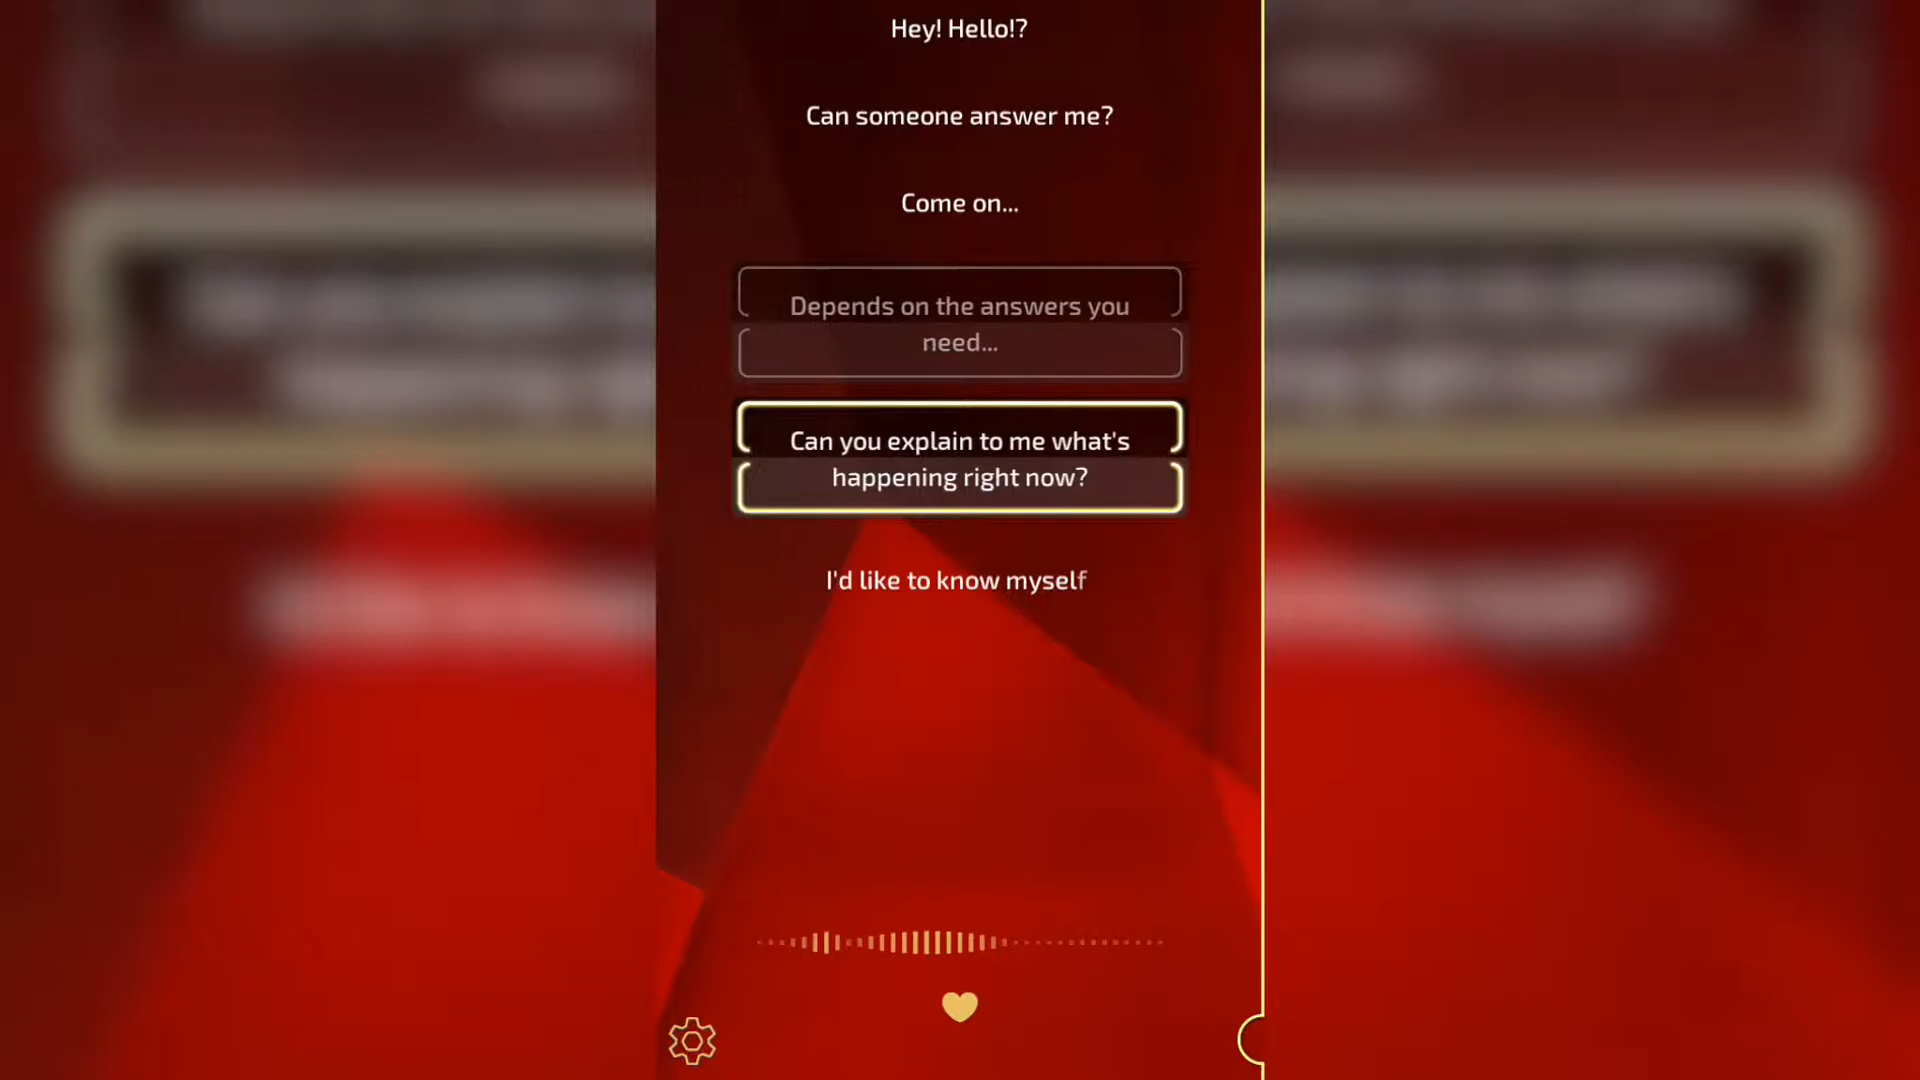 Hey! Hello!?
Can someone answer me?
Come on...
Depends on the answers you
need...
Can you explain to me what's
happening right now?
I'd like to know myself